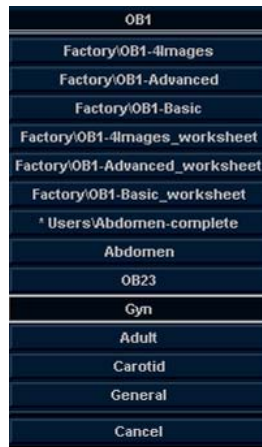 OB1
Factory\OB1-4Images
Factory\OB1-Advanced
Factory\OB1-Basic
Factory\OB1-4Images_worksheet
Factory\OB1-Advanced_worksheet
Factory\OB1-Basic_worksheet
* Users\Abdomen-complete
Abdomen
OB23
Gyn
Adult
Carotid
General
Cancel